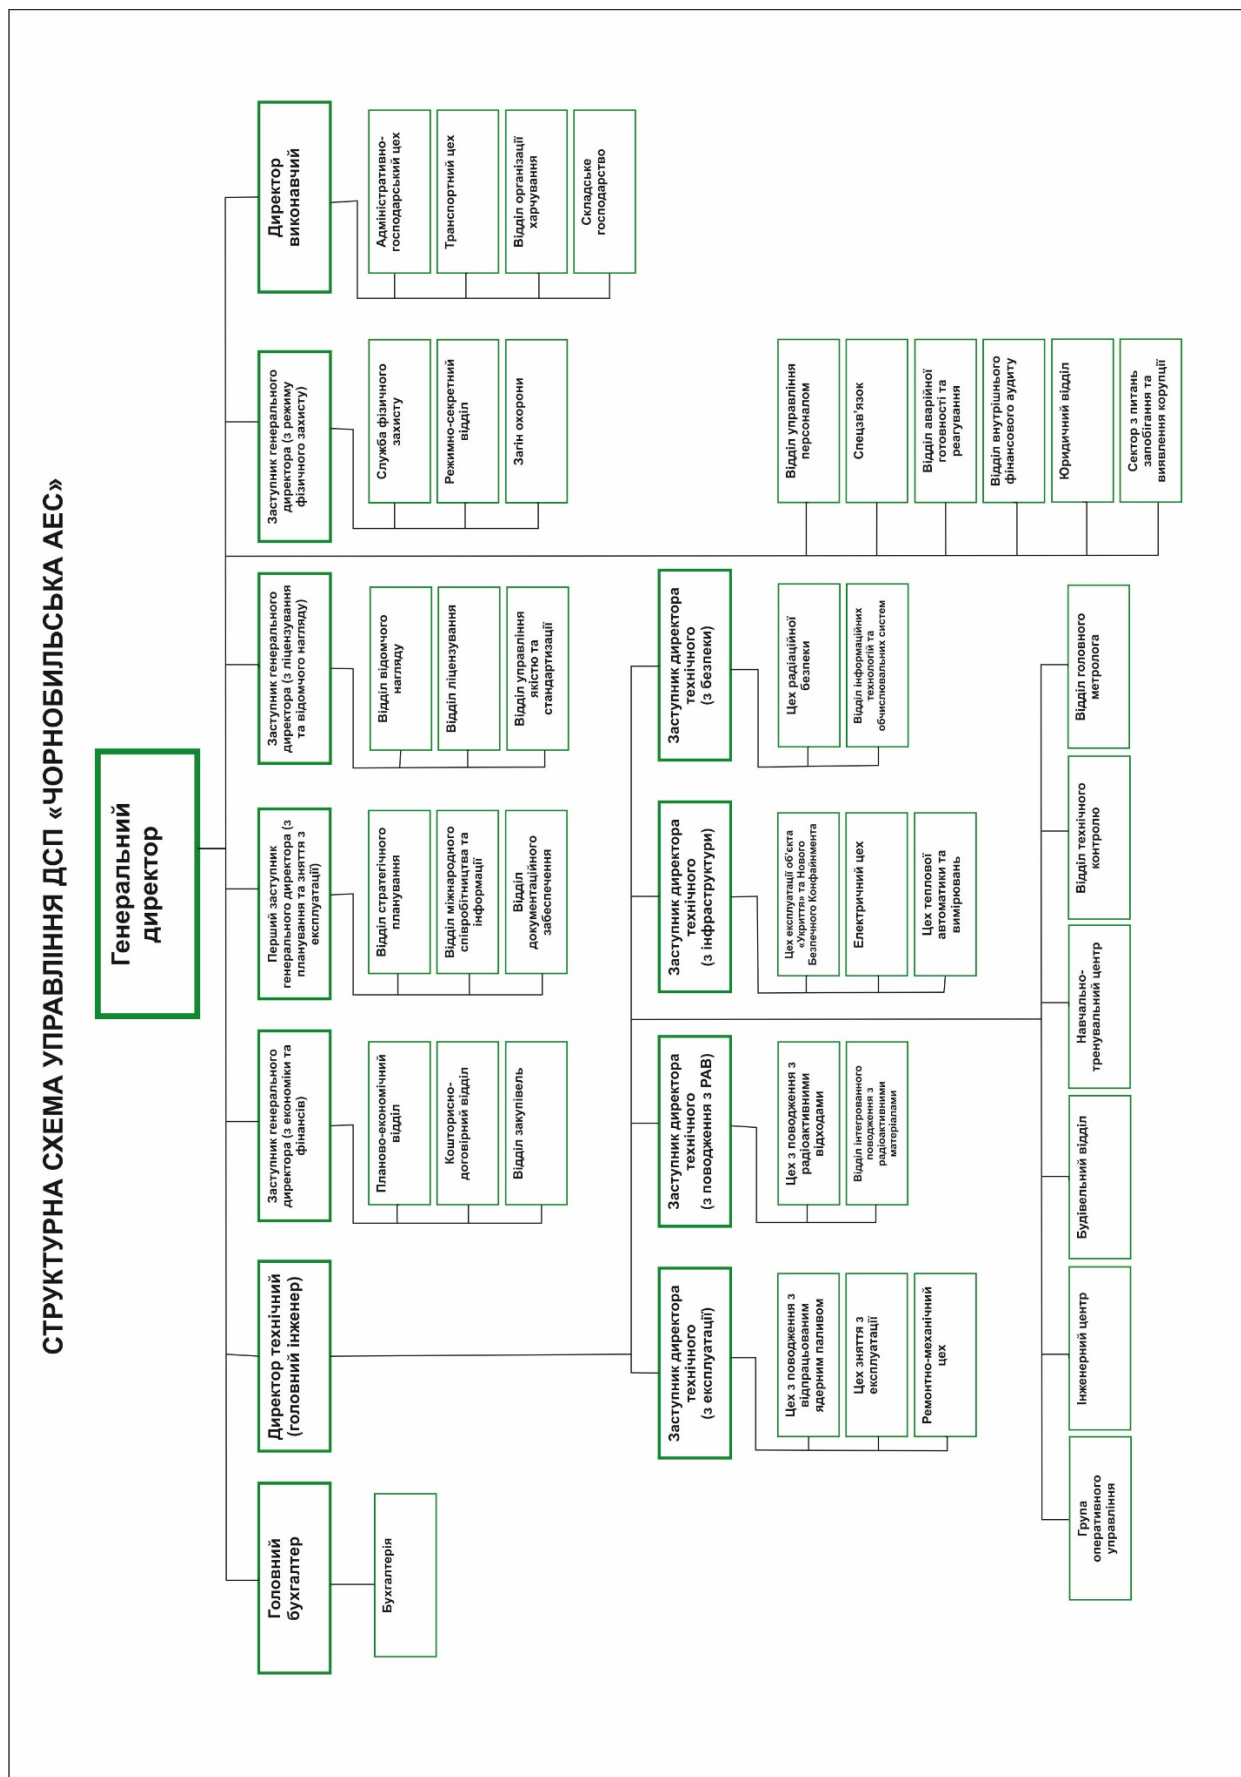 СТРУКТУРНА СХЕМА УПРАВЛІННЯ ДСП «ЧОРНОБИЛЬСЬКА АЕС»
Генеральний
директор
Головний
бухгалтер
Бухгалтерія
Директор технічний
(головний інженер)
Заступник генерального
директора (з економіки та
фінансів)
Планово-економічний
відділ
Кошторисно-
договірний відділ
Відділ закупівель
Перший заступник
генерального директора (з
планування та зняття з
експлуатації)
Відділ стратегічного
планування
Відділ міжнародного
співробітництва та
інформації
Відділ
документаційного
забеспечення
Заступник генерального
директора (з ліцензування
та відомчого нагляду)
Відділ відомчого
нагляду
Відділ ліцензування
Відділ управління
якістю та
стандартизації
Заступник генерального
директора (з режиму
фізичного захисту)
Служба фізичного
захисту
Режимно-секретний
відділ
Загін охорони
Директор
виконавчий
Адміністративно-
господарський цех
Транспортний цех
Відділ організації
харчування
Складське
господарство
Заступник директора
технічного
(з експлуатації)
Цех з поводження з
відпрацьованим
ядерним паливом
Цех зняття з
експлуатації
Ремонтно-механічний
цех
Заступник директора
технічного
(з поводження з РАВ)
Цех з поводження з
радіоактивними
відходами
Відділ інтегрованого
поводження з
радіоактивними
матеріалами
Заступник директора
технічного
(з інфраструктури)
Цех експлуатації об'єкта
«Укриття» та Нового
Безпечного Конфайнмента
Електричний цех
Цех теплової
автоматики та
вимірювань
Заступник директора
технічного
(з безпеки)
Цех радіаційної
безпеки
Відділ інформаційних
технологій та
обчислювальних систем
Відділ управління
персоналом
Спецзв'язок
Відділ аварійної
готовності та
реагування
Відділ внутрішнього
фінансового аудиту
Юридичний відділ
Сектор з питань
запобігання та
виявлення корупції
Група
оперативного
управління
Інженерний центр
Будівельний відділ
Навчально-
тренувальний центр
Відділ технічного
контролю
Відділ головного
метролога